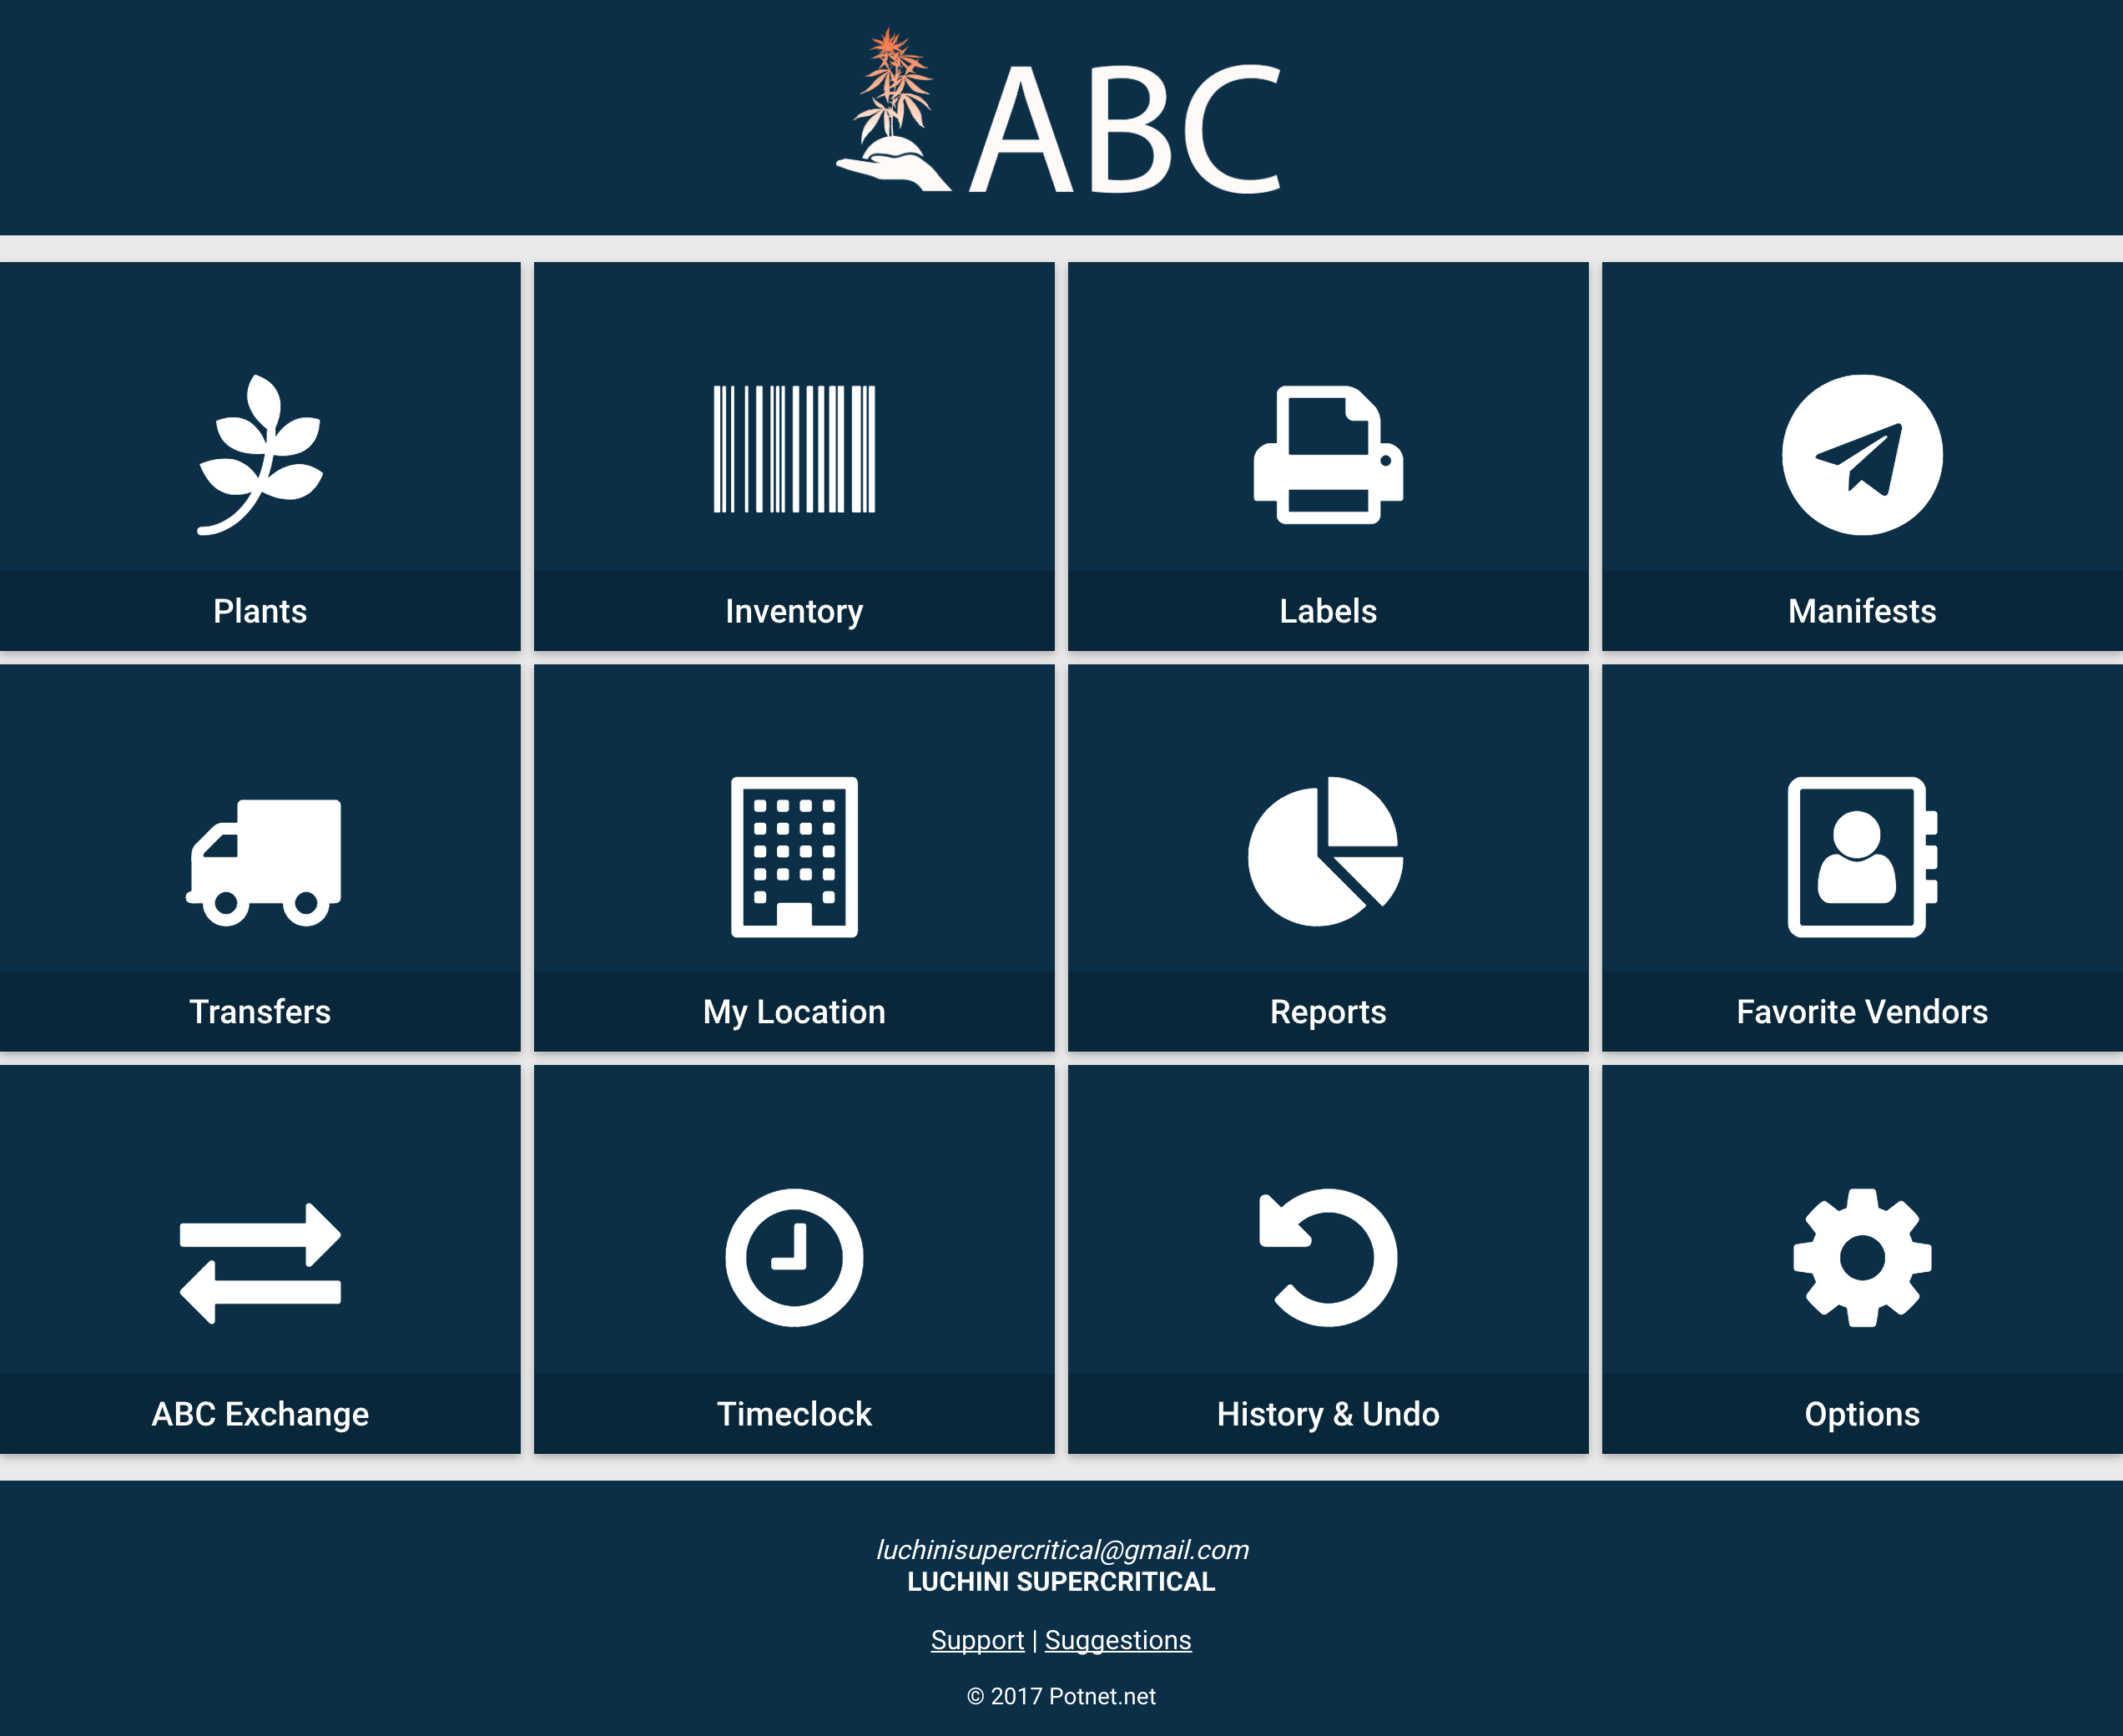 ABC
Plants
Inventory
Labels
Manifests
Transfers
My Location
Reports
Favorite Vendors
ABC Exchange
Timeclock
History & Undo
Options
luchinisupercritical@gmail.com
LUCHINI SUPERCRITICAL
Support | Suggestions
© 2017 Potnet.net